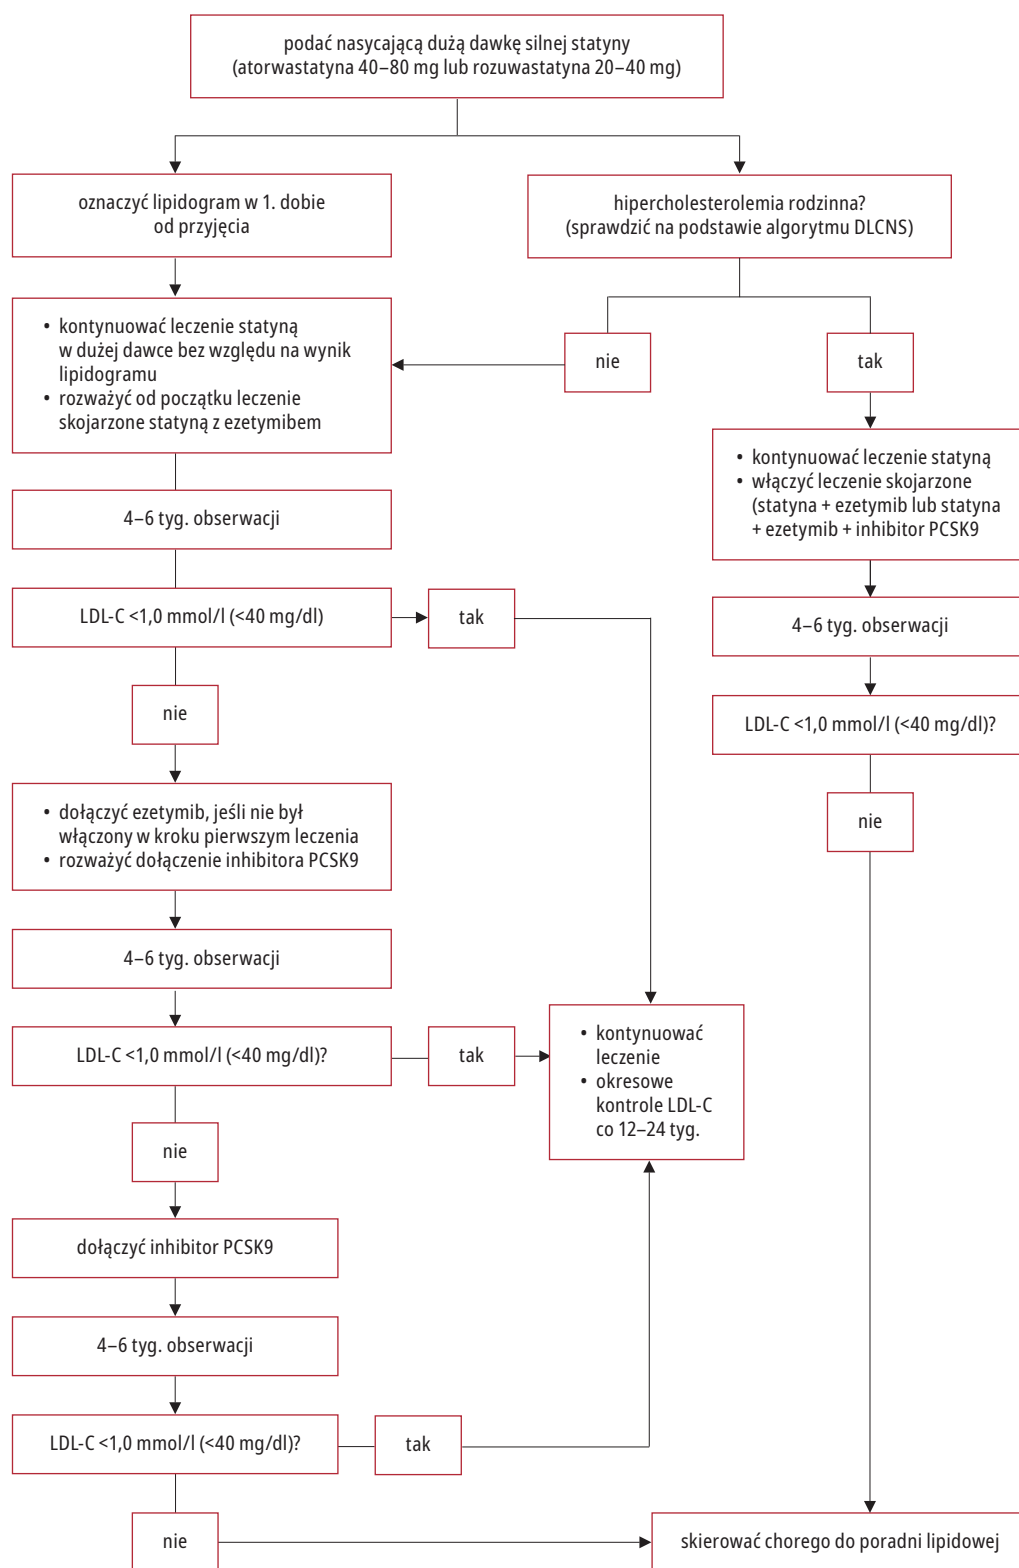 podać nasycającą dużą dawkę silnej statyny
(atorwastatyna 40–80 mg lub rozuwastatyna 20–40 mg)
oznaczyć lipidogram w 1. dobie
od przyjęcia
hipercholesterolemia rodzinna?
(sprawdzić na podstawie algorytmu DLCNS)
• kontynuować leczenie statyną
w dużej dawce bez względu na wynik
lipidogramu
• rozważyć od początku leczenie
skojarzone statyną z ezetymibem
nie
tak
• kontynuować leczenie statyną
• włączyć leczenie skojarzone
(statyna + ezetymib lub statyna
+ ezetymib + inhibitor PCSK9
4–6 tyg. obserwacji
LDL-C <1,0 mmol/l (<40 mg/dl)
tak
4–6 tyg. obserwacji
nie
LDL-C <1,0 mmol/l (<40 mg/dl)?
• dołączyć ezetymib, jeśli nie był
włączony w kroku pierwszym leczenia
• rozważyć dołączenie inhibitora PCSK9
nie
4–6 tyg. obserwacji
LDL-C <1,0 mmol/l (<40 mg/dl)?
tak
• kontynuować
leczenie
• okresowe
kontrole LDL-C
co 12–24 tyg.
nie
dołączyć inhibitor PCSK9
4–6 tyg. obserwacji
LDL-C <1,0 mmol/l (<40 mg/dl)?
tak
nie
skierować chorego do poradni lipidowej